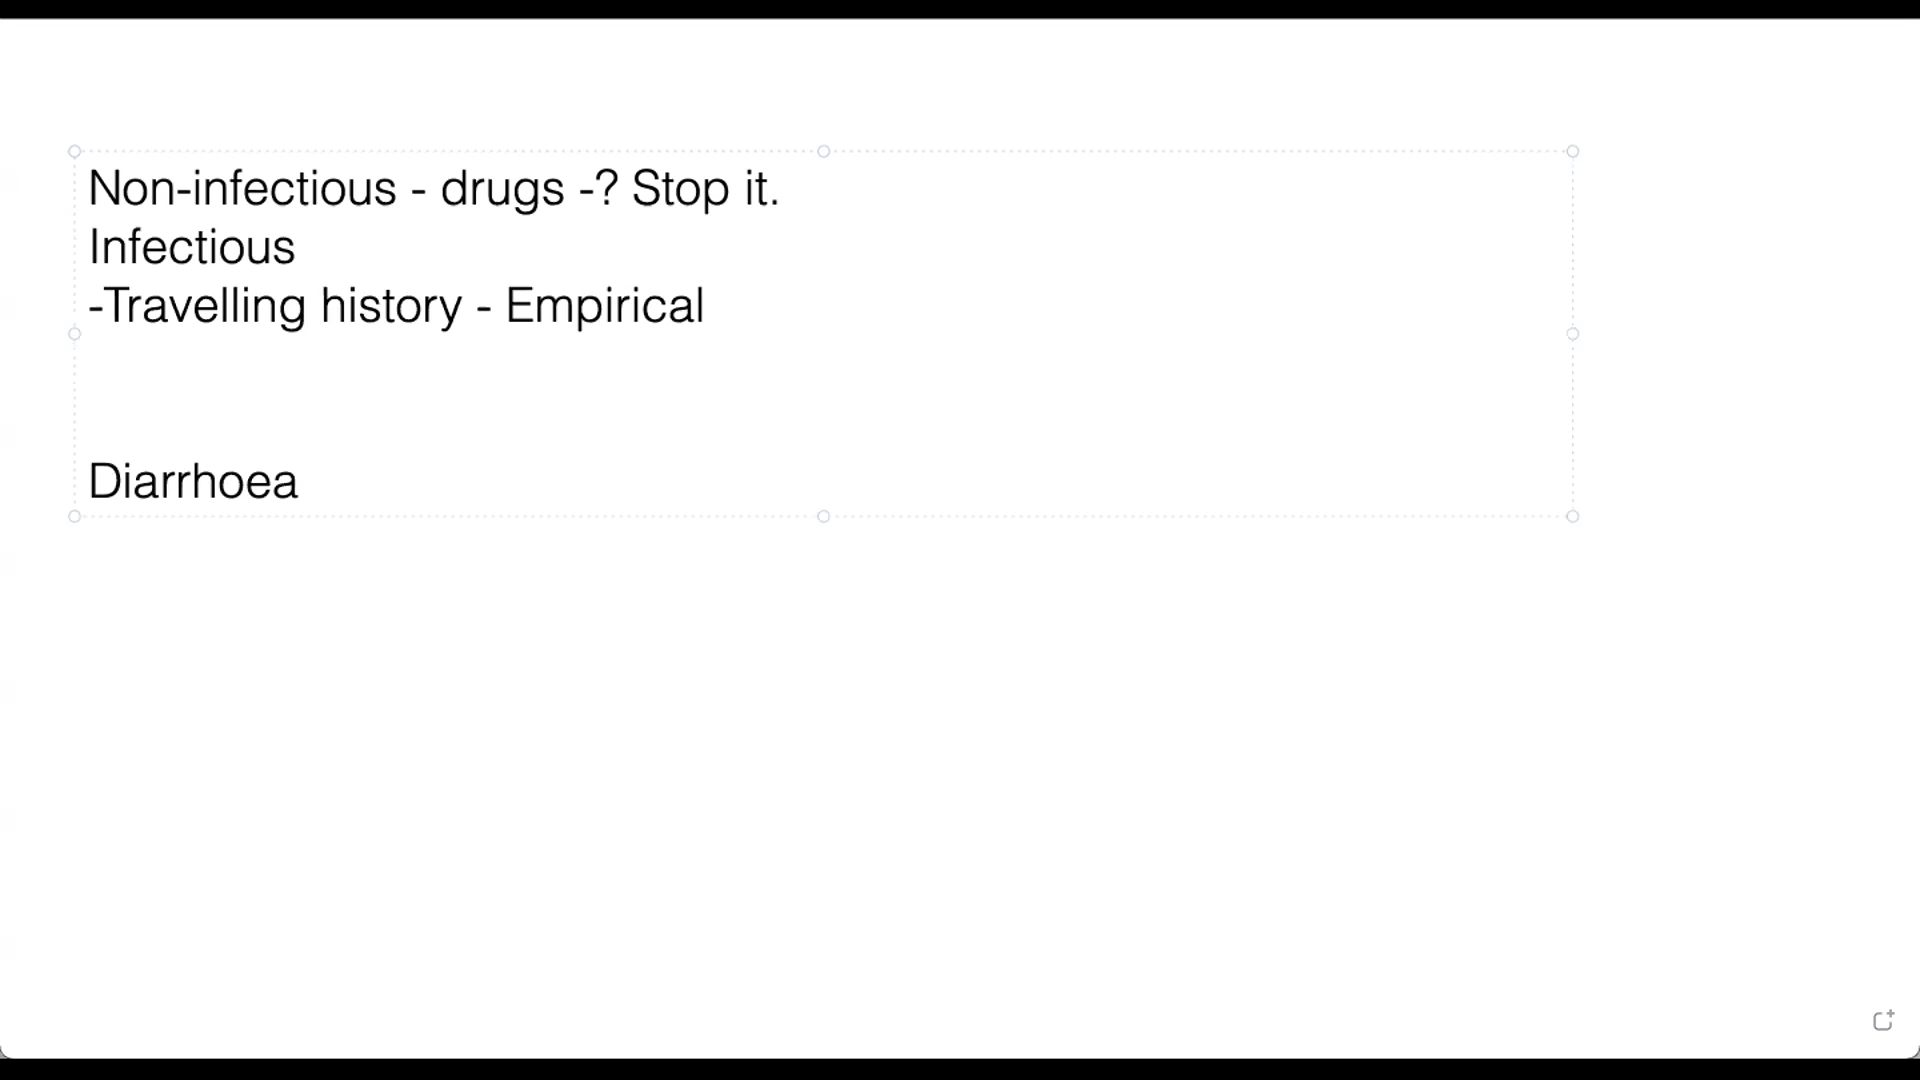 Non-infectious - drugs -? Stop it.
Infectious
-Travelling history - Empirical
Diarrhoea